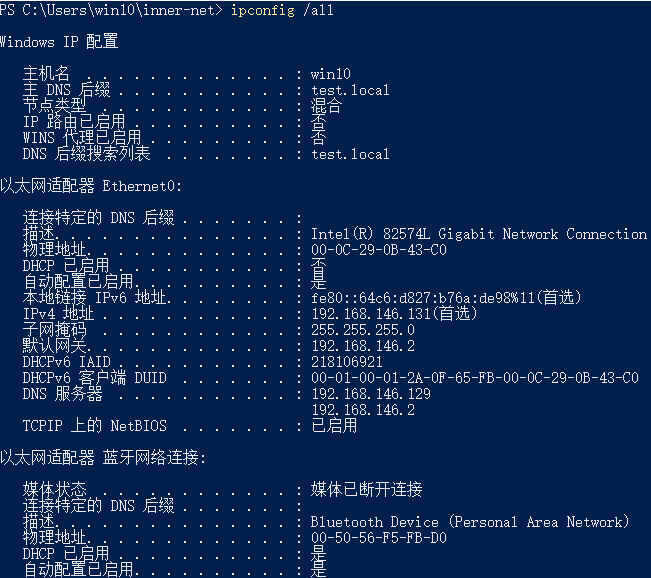 PS C:\Users\win10\inner-net> ipconfig /all
Windows IP 配置
主机名 . . . . . . . . . . . . . : win10
主 DNS 后缀 . . . . . . . . . . . : test.local
节点类型 . . . . . . . . . . . . : 混合
IP 路由已启用 . . . . . . . . . . : 否
WINS 代理已启用 . . . . . . . . . : 否
DNS 后缀搜索列表 . . . . . . . . : test.local
以太网适配器 Ethernet0:
连接特定的 DNS 后缀 . . . . . . . :
描述. . . . . . . . . . . . . . . : Intel(R) 82574L Gigabit Network Connection
物理地址. . . . . . . . . . . . . : 00-0C-29-0B-43-C0
DHCP 已启用 . . . . . . . . . . . : 否
自动配置已启用. . . . . . . . . . : 是
本地链接 IPv6 地址. . . . . . . . : fe80::64c6:d827:b76a:de98%11(首选)
IPv4 地址 . . . . . . . . . . . . : 192.168.146.131(首选)
子网掩码 . . . . . . . . . . . . : 255.255.255.0
默认网关. . . . . . . . . . . . . : 192.168.146.2
DHCPv6 IAID . . . . . . . . . . . : 218106921
DHCPv6 客户端 DUID . . . . . . . : 00-01-00-01-2A-0F-65-FB-00-0C-29-0B-43-C0
DNS 服务器 . . . . . . . . . . . : 192.168.146.129
192.168.146.2
TCPIP 上的 NetBIOS . . . . . . . : 已启用
以太网适配器 蓝牙网络连接:
媒体状态 . . . . . . . . . . . . : 媒体已断开连接
连接特定的 DNS 后缀 . . . . . . . :
描述. . . . . . . . . . . . . . . : Bluetooth Device (Personal Area Network)
物理地址. . . . . . . . . . . . . : 00-50-56-F5-FB-D0
DHCP 已启用 . . . . . . . . . . . : 是
自动配置已启用. . . . . . . . . . : 是